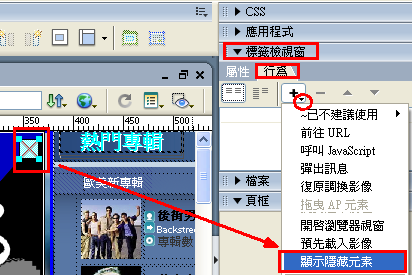 CSS
應用程式
標籤檢視窗
屬性 行為
~已不建議使用
前往 URL
呼叫 JavaScript
彈出訊息
復原調換影像
拖曳 AP 元素
開啟瀏覽器視窗
預先載入影像
顯示隱藏元素
檔案
頁框
350 400 450 500
熱門專輯
歐美新專輯
後街男
Backstree
專輯數